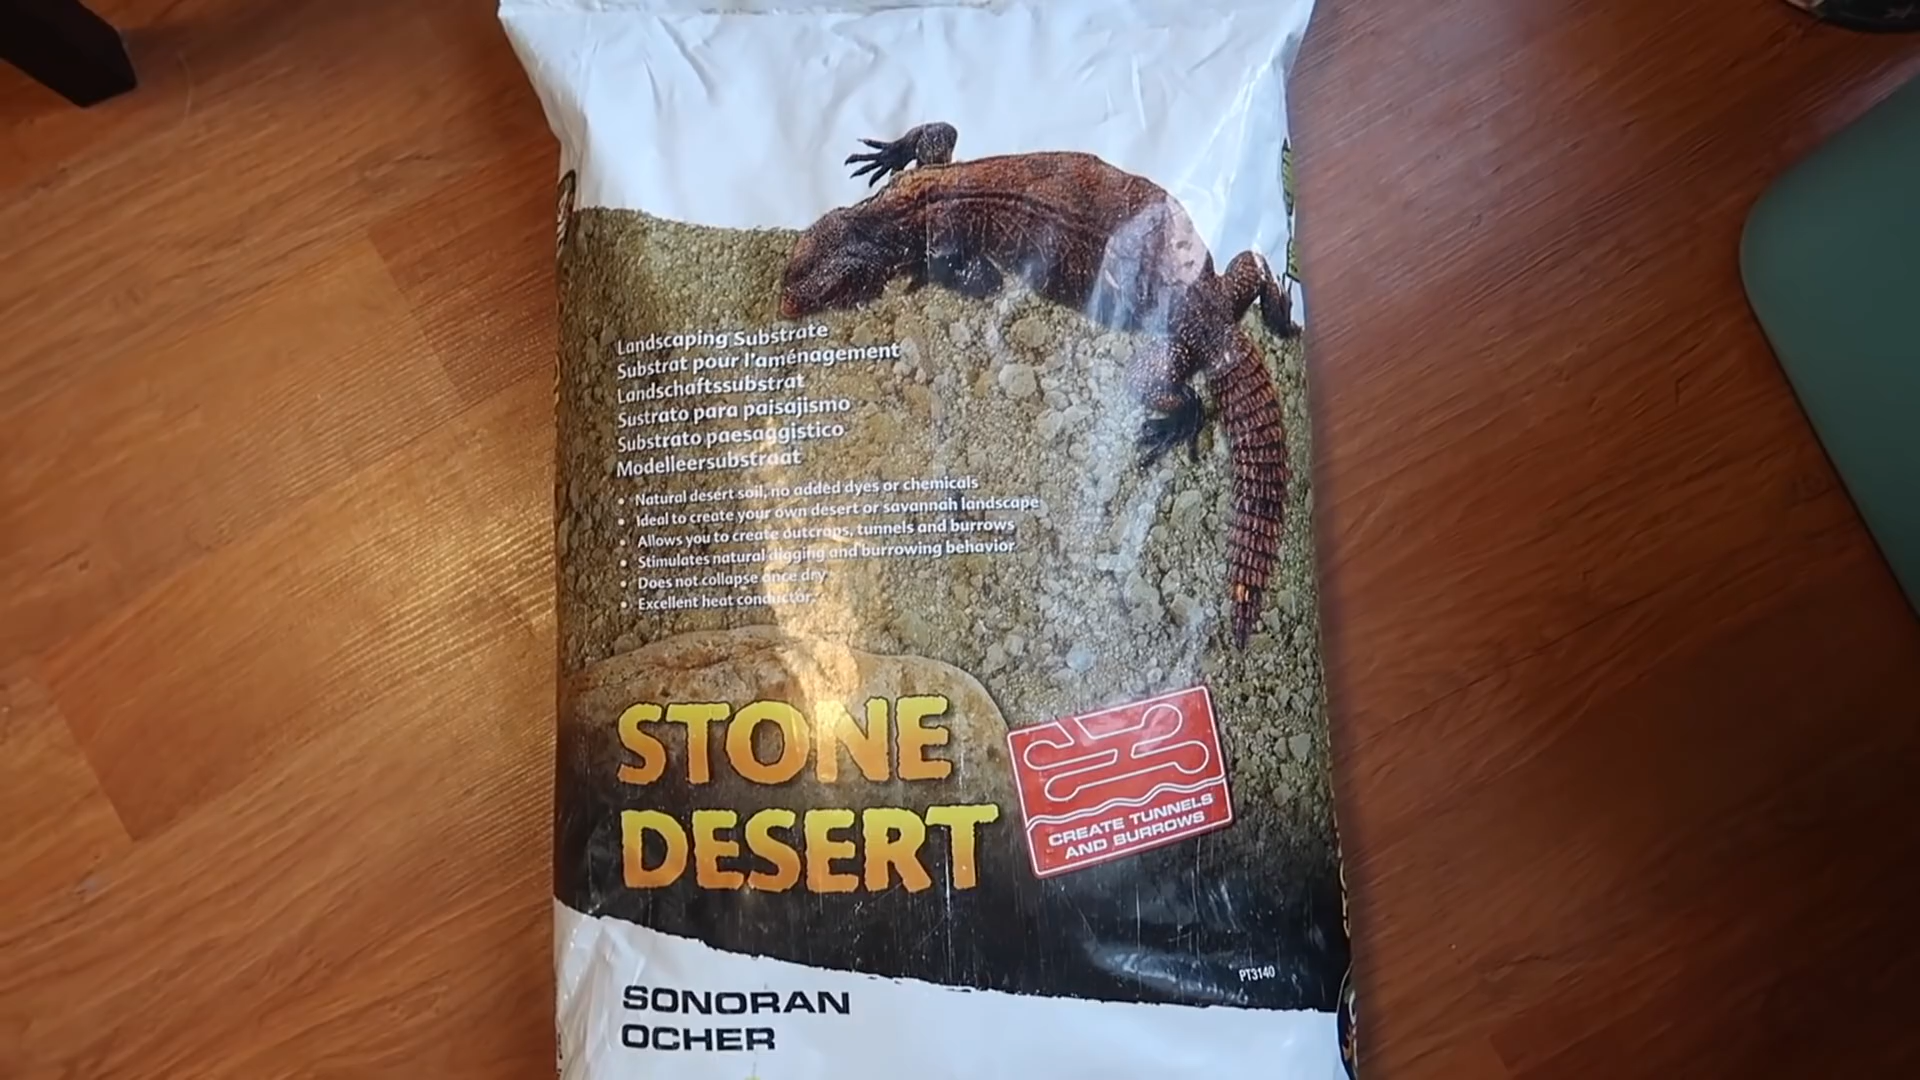 Landscaping Substrate
Substrat pour l'aménagement
Landschaftssubstrat
Sustrato para paisajismo
Substrato paesaggistico
Modelleersubstraat
• Natural desert soil, no added dyes or chemicals
• Ideal to create your own desert or savannah landscape
• Allows you to create outcrops, tunnels and burrows
• Stimulates natural digging and burrowing behavior
• Does not collapse once dry
• Excellent heat conductor
STONE
DESERT
CREATE TUNNELS
AND BURROWS
PT3140
SONORAN
OCHER